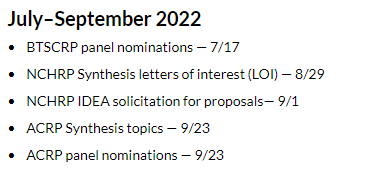 July–September 2022
• BTSCRP panel nominations — 7/17
• NCHRP Synthesis letters of interest (LOI) — 8/29
• NCHRP IDEA solicitation for proposals— 9/1
• ACRP Synthesis topics — 9/23
• ACRP panel nominations — 9/23